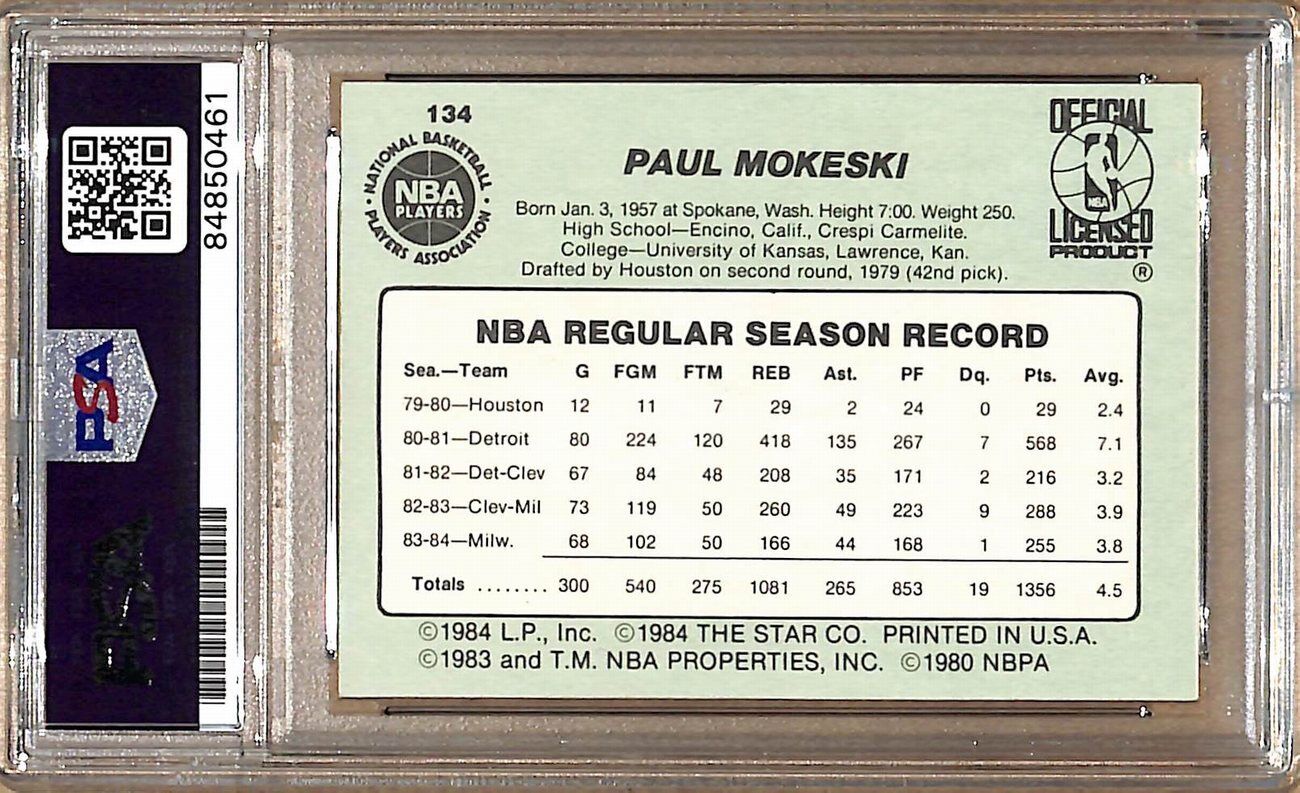 84850461
PSA
134
NATIONAL BASKETBALL PLAYERS ASSOCIATION
NBA
PLAYERS
OFFICIAL
NBA
LICENSED
PRODUCT
®
PAUL MOKESKI
Born Jan. 3, 1957 at Spokane, Wash. Height 7:00. Weight 250.
High School—Encino, Calif., Crespi Carmelite.
College—University of Kansas, Lawrence, Kan.
Drafted by Houston on second round, 1979 (42nd pick).
NBA REGULAR SEASON RECORD
Sea.—Team G FGM FTM REB Ast. PF Dq. Pts. Avg.
79-80—Houston 12 11 7 29 2 24 0 29 2.4
80-81—Detroit 80 224 120 418 135 267 7 568 7.1
81-82—Det-Clev 67 84 48 208 35 171 2 216 3.2
82-83—Clev-Mil 73 119 50 260 49 223 9 288 3.9
83-84—Milw. 68 102 50 166 44 168 1 255 3.8
Totals ........ 300 540 275 1081 265 853 19 1356 4.5
©1984 L.P., Inc. ©1984 THE STAR CO. PRINTED IN U.S.A.
©1983 and T.M. NBA PROPERTIES, INC. ©1980 NBPA